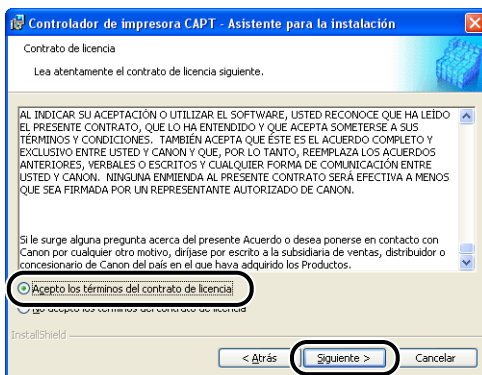 Controlador de impresora CAPT - Asistente para la instalación
Contrato de licencia
Lea atentamente el contrato de licencia siguiente.
AL INDICAR SU ACEPTACIÓN O UTILIZAR EL SOFTWARE, USTED RECONOCE QUE HA LEÍDO
EL PRESENTE CONTRATO, QUE LO HA ENTENDIDO Y QUE ACEPTA SOMETERSE A SUS
TÉRMINOS Y CONDICIONES. TAMBIÉN ACEPTA QUE ÉSTE ES EL ACUERDO COMPLETO Y
EXCLUSIVO ENTRE USTED Y CANON Y QUE, POR LO TANTO, REEMPLAZA LOS ACUERDOS
ANTERIORES, VERBALES O ESCRITOS Y CUALQUIER FORMA DE COMUNICACIÓN ENTRE
USTED Y CANON. NINGUNA ENMIENDA AL PRESENTE CONTRATO SERÁ EFECTIVA A MENOS
QUE SEA FIRMADA POR UN REPRESENTANTE AUTORIZADO DE CANON.
Si le surge alguna pregunta acerca del presente Acuerdo o desea ponerse en contacto con
Canon por cualquier otro motivo, diríjase por escrito a la subsidiaria de ventas, distribuidor o
concesionario de Canon del país en el que haya adquirido los Productos.
Acepto los términos del contrato de licencia
No acepto los términos del contrato de licencia
InstallShield
< Atrás Siguiente > Cancelar